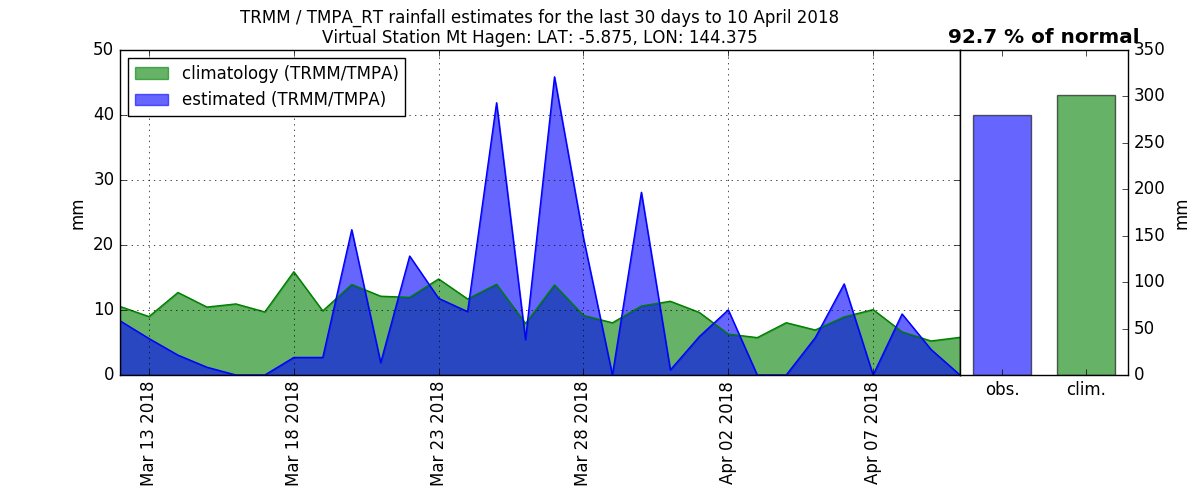 TRMM / TMPA_RT rainfall estimates for the last 30 days to 10 April 2018
Virtual Station Mt Hagen: LAT: -5.875, LON: 144.375
92.7 % of normal
climatology (TRMM/TMPA)
estimated (TRMM/TMPA)
50
40
30
20
10
0
mm
350
300
250
200
150
100
50
0
mm
Mar 13 2018
Mar 18 2018
Mar 23 2018
Mar 28 2018
Apr 02 2018
Apr 07 2018
obs.
clim.